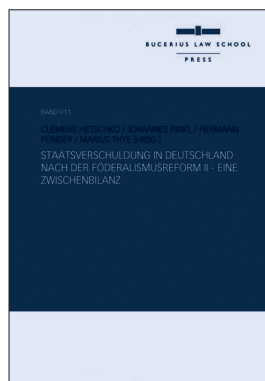 BUCERIUS LAW SCHOOL
PRESS
BAND I/11
CLEMENS HETSCHKO / JOHANNES PINKL / HERMANN
PÜNDER / MARIUS THYE (HRSG.)
STAATSVERSCHULDUNG IN DEUTSCHLAND
NACH DER FÖDERALISMUSREFORM II - EINE
ZWISCHENBILANZ